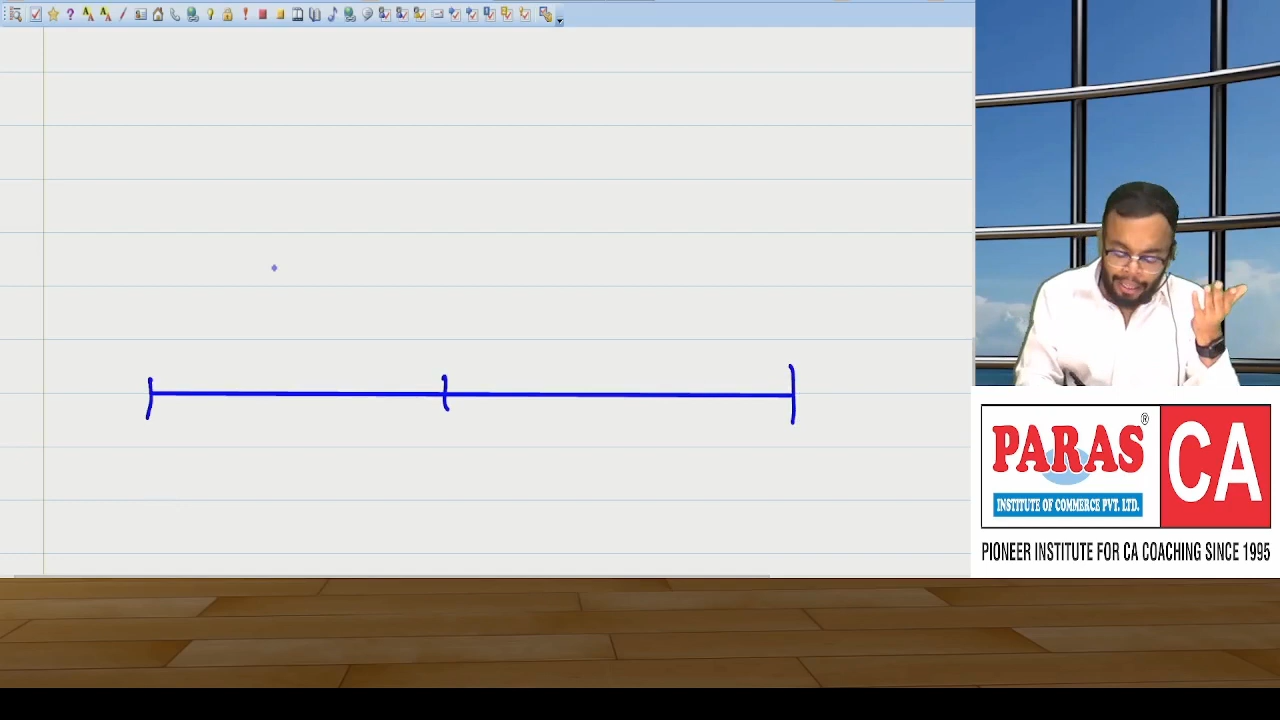 PARAS®
INSTITUTE OF COMMERCE PVT. LTD.
CA
PIONEER INSTITUTE FOR CA COACHING SINCE 1995